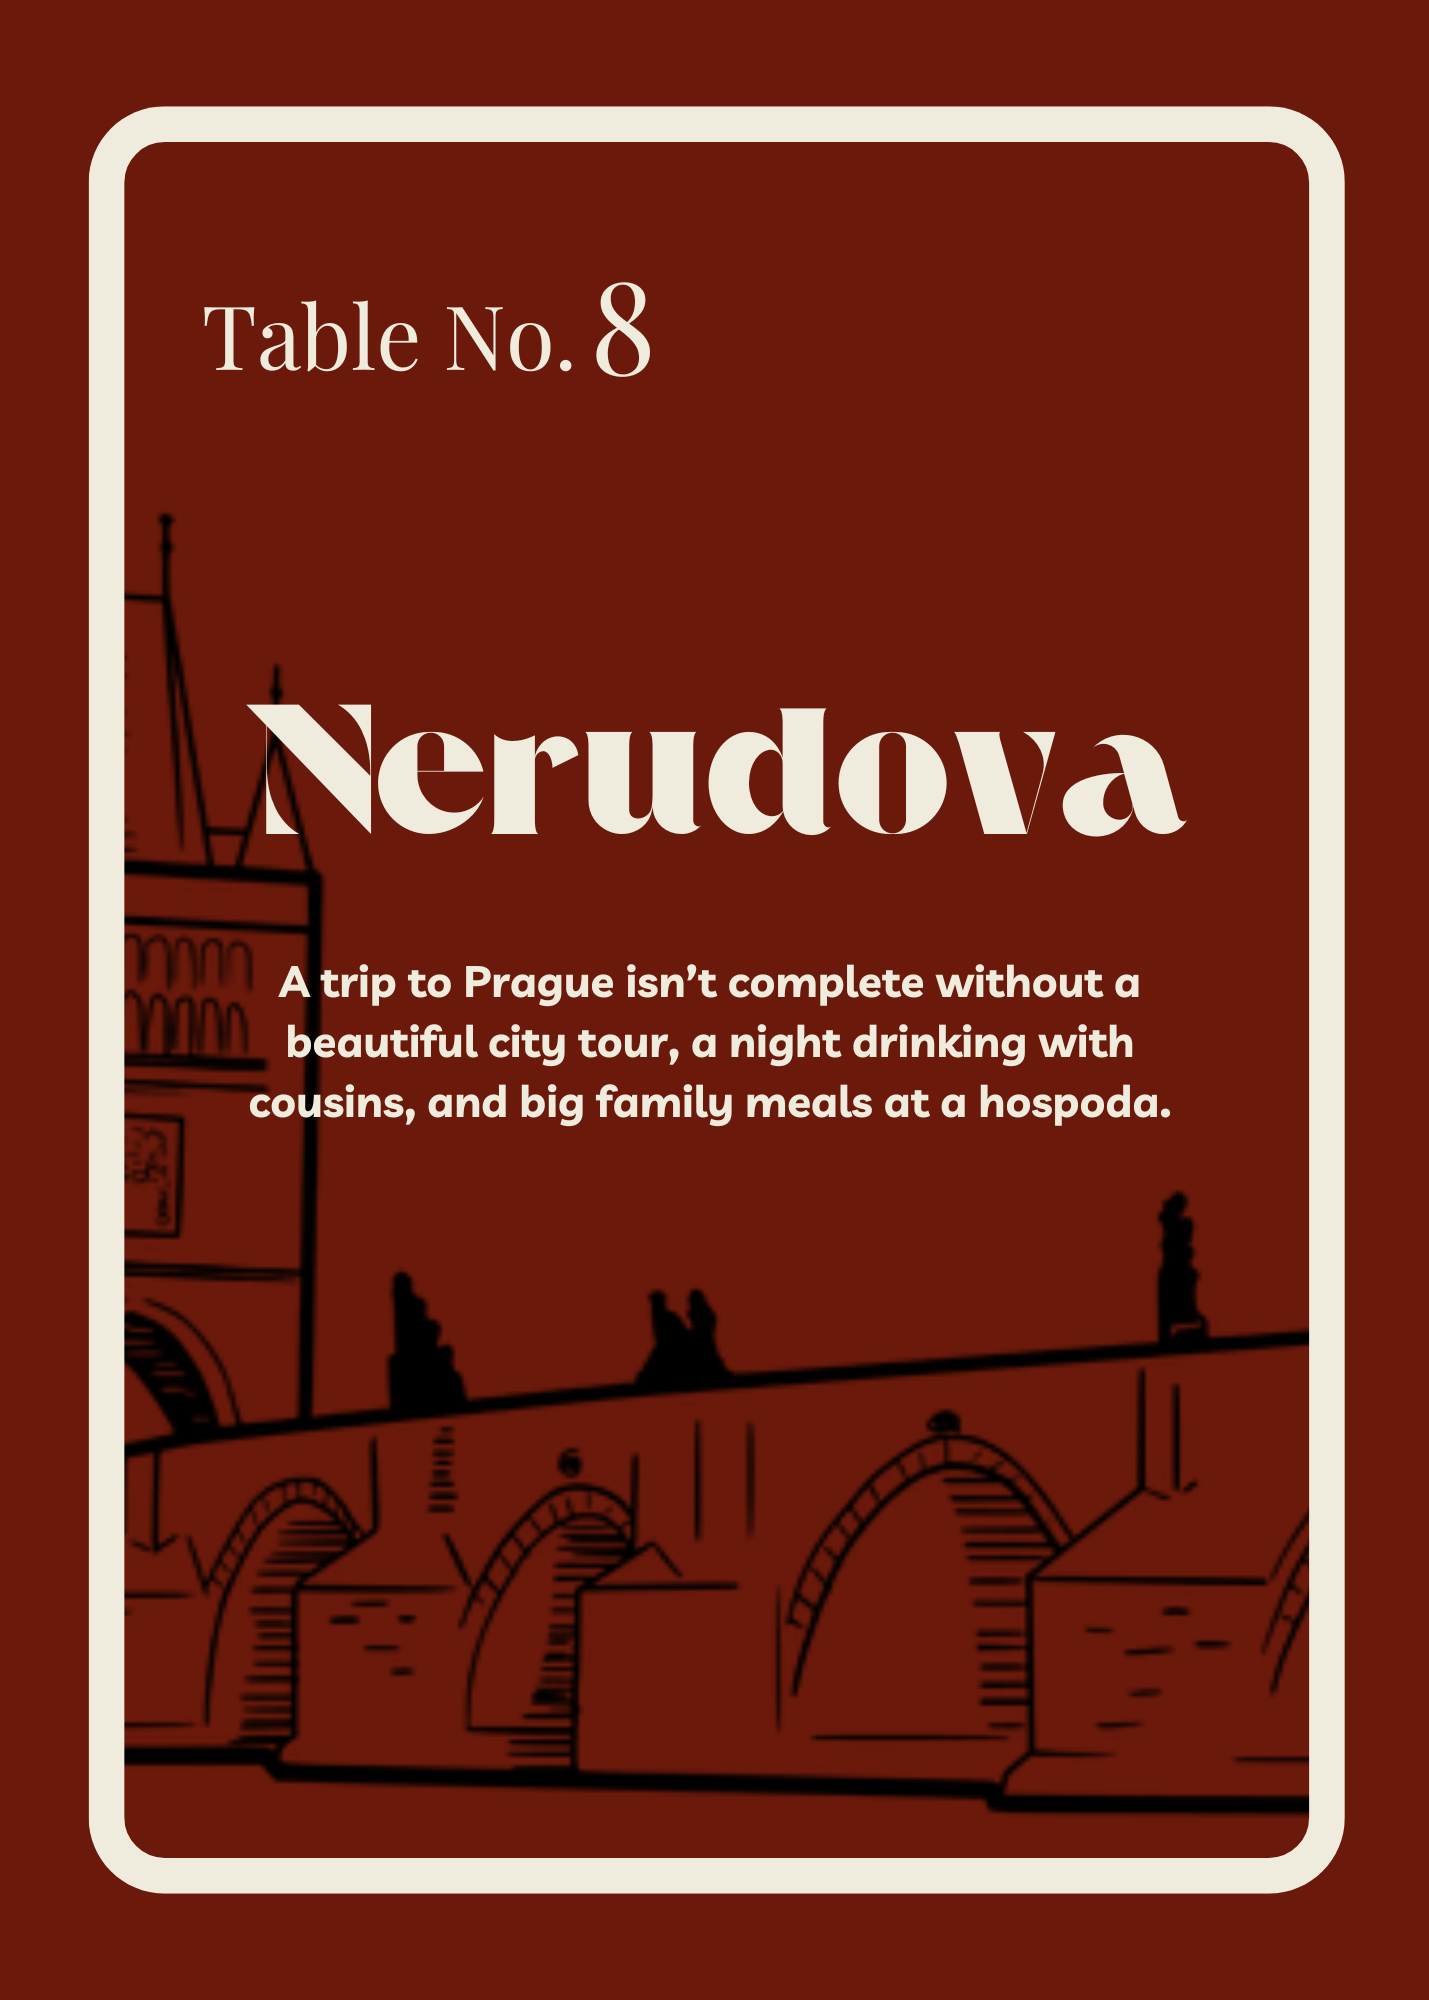 Table No. 8
Nerudova
A trip to Prague isn’t complete without a
beautiful city tour, a night drinking with
cousins, and big family meals at a hospoda.